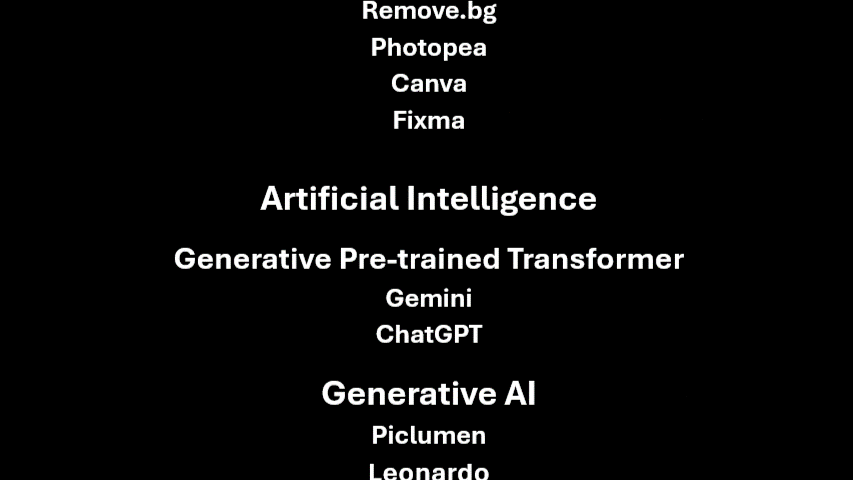 Remove.bg
Photopea
Canva
Fixma
Artificial Intelligence
Generative Pre-trained Transformer
Gemini
ChatGPT
Generative AI
Piclumen
Leonardo